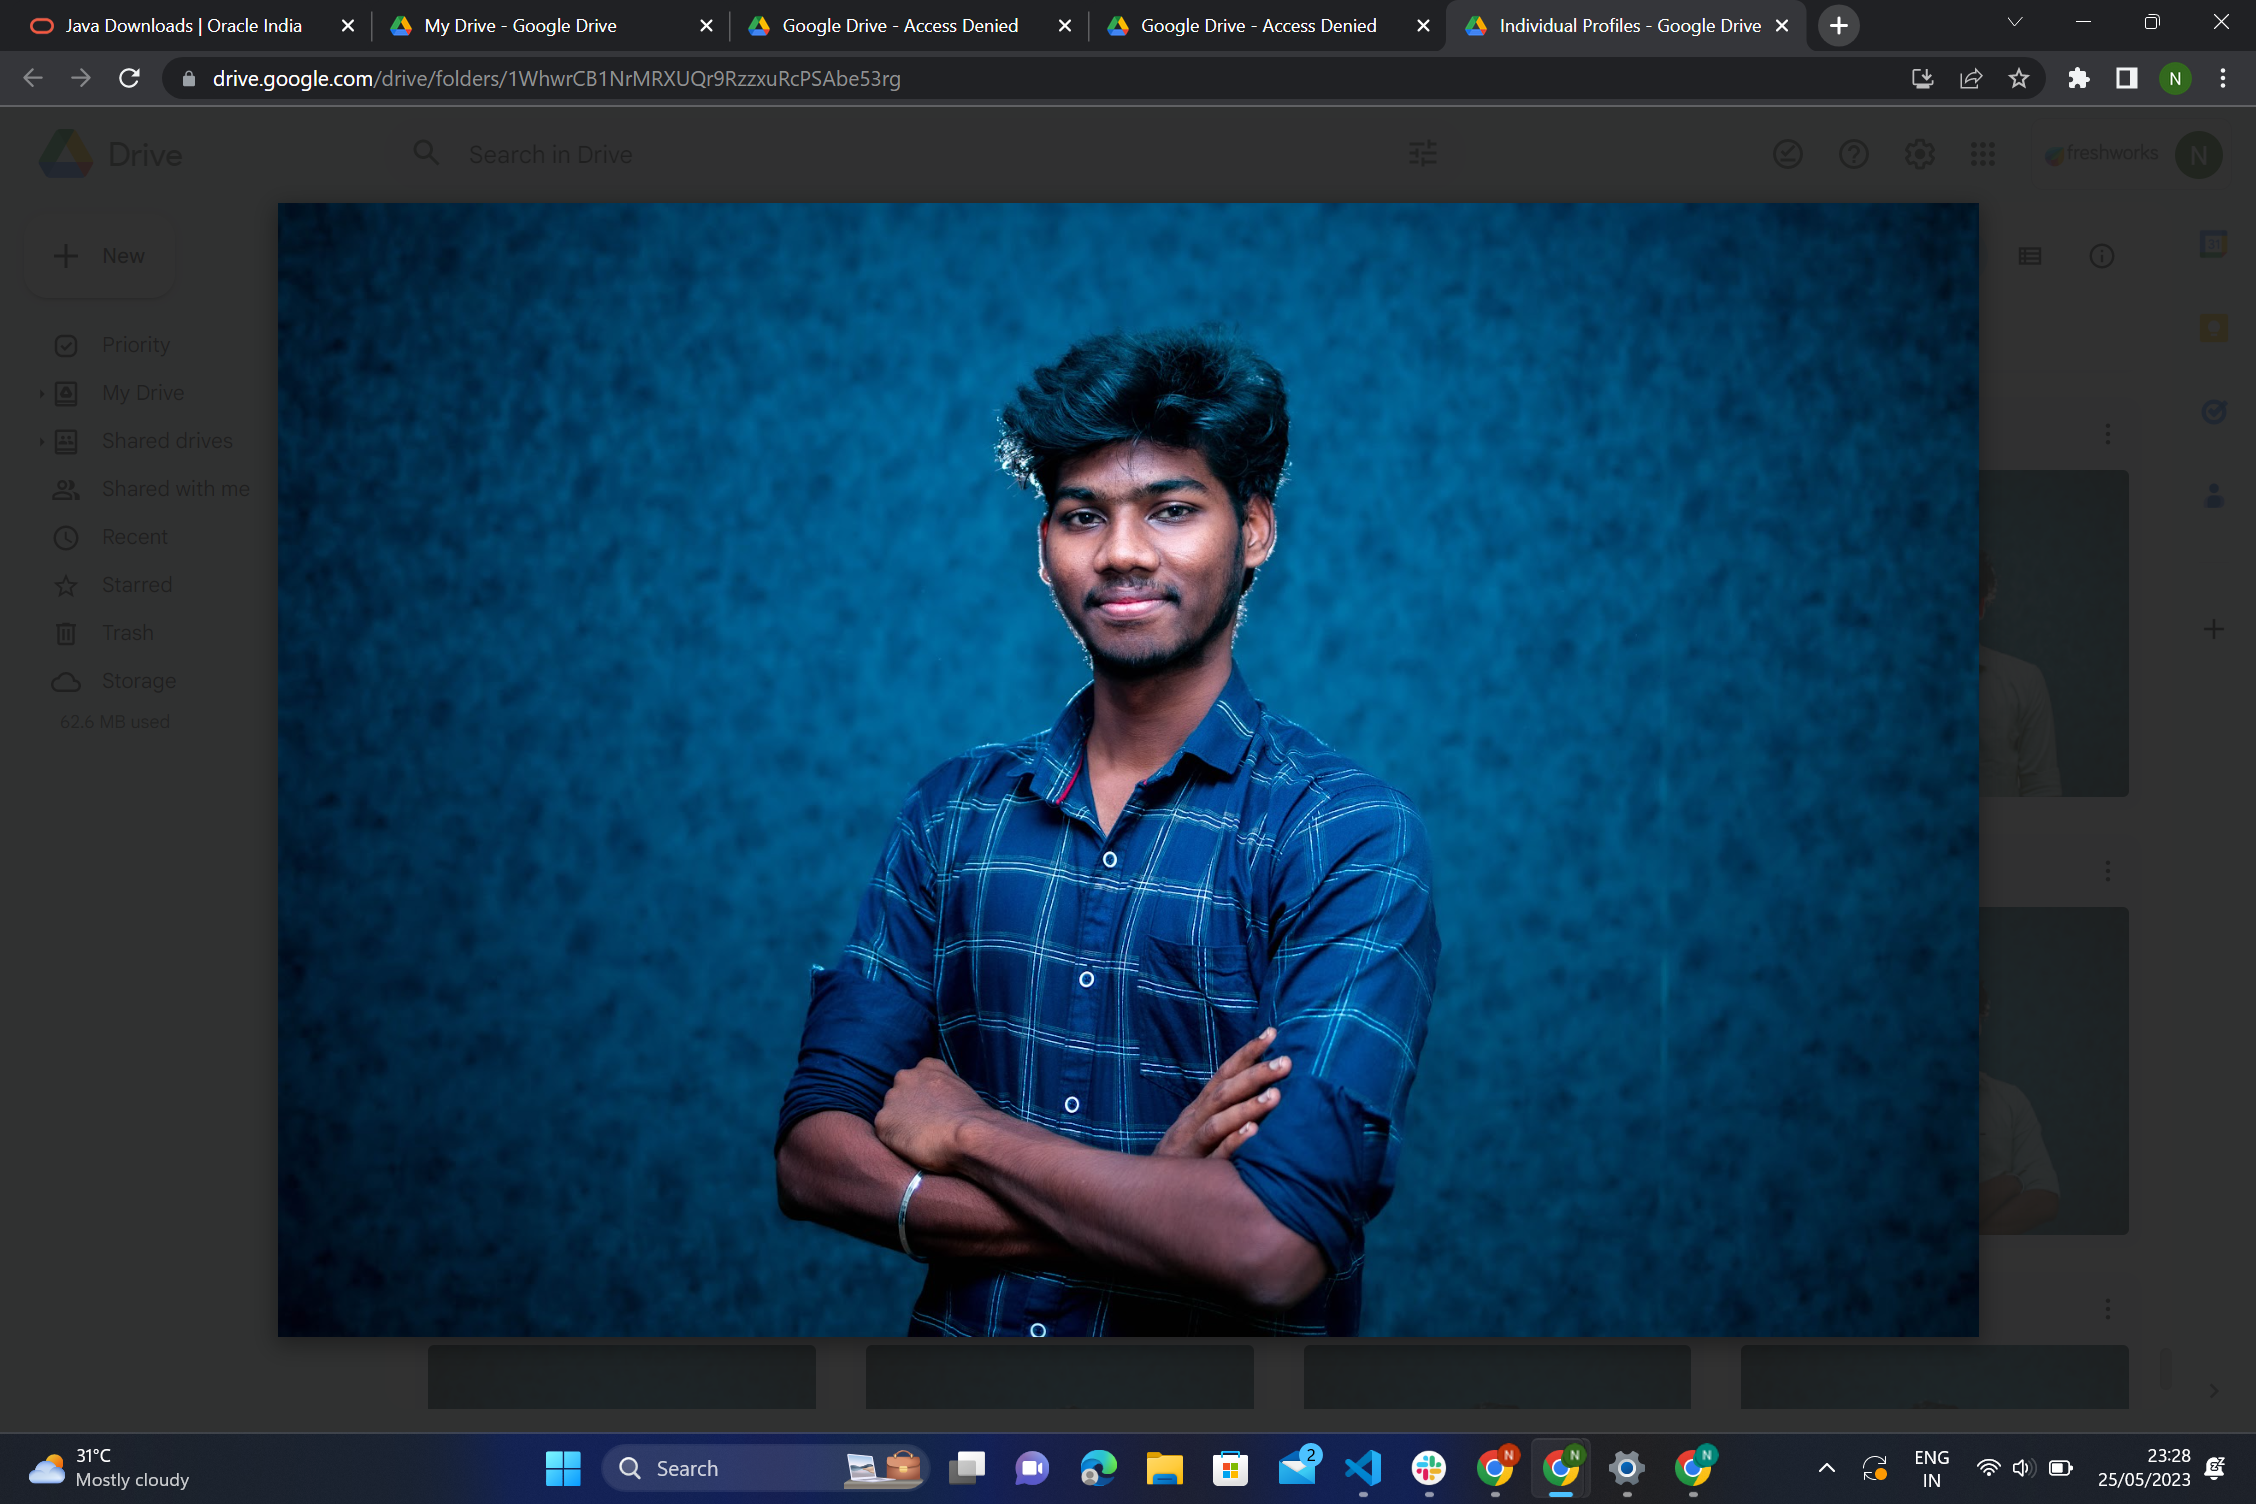 Java Downloads | Oracle India
My Drive - Google Drive
Google Drive - Access Denied
Google Drive - Access Denied
Individual Profiles - Google Drive
drive.google.com/drive/folders/1WhwrCB1NrMRXUQr9RzzxuRcPSAbe53rg
N
Drive
Search in Drive
freshworks
N
New
31
Priority
My Drive
Shared drives
Shared with me
Recent
Starred
Trash
Storage
62.6 MB used
31°C
Mostly cloudy
Search
2
N
N
N
ENG
IN
23:28
25/05/2023